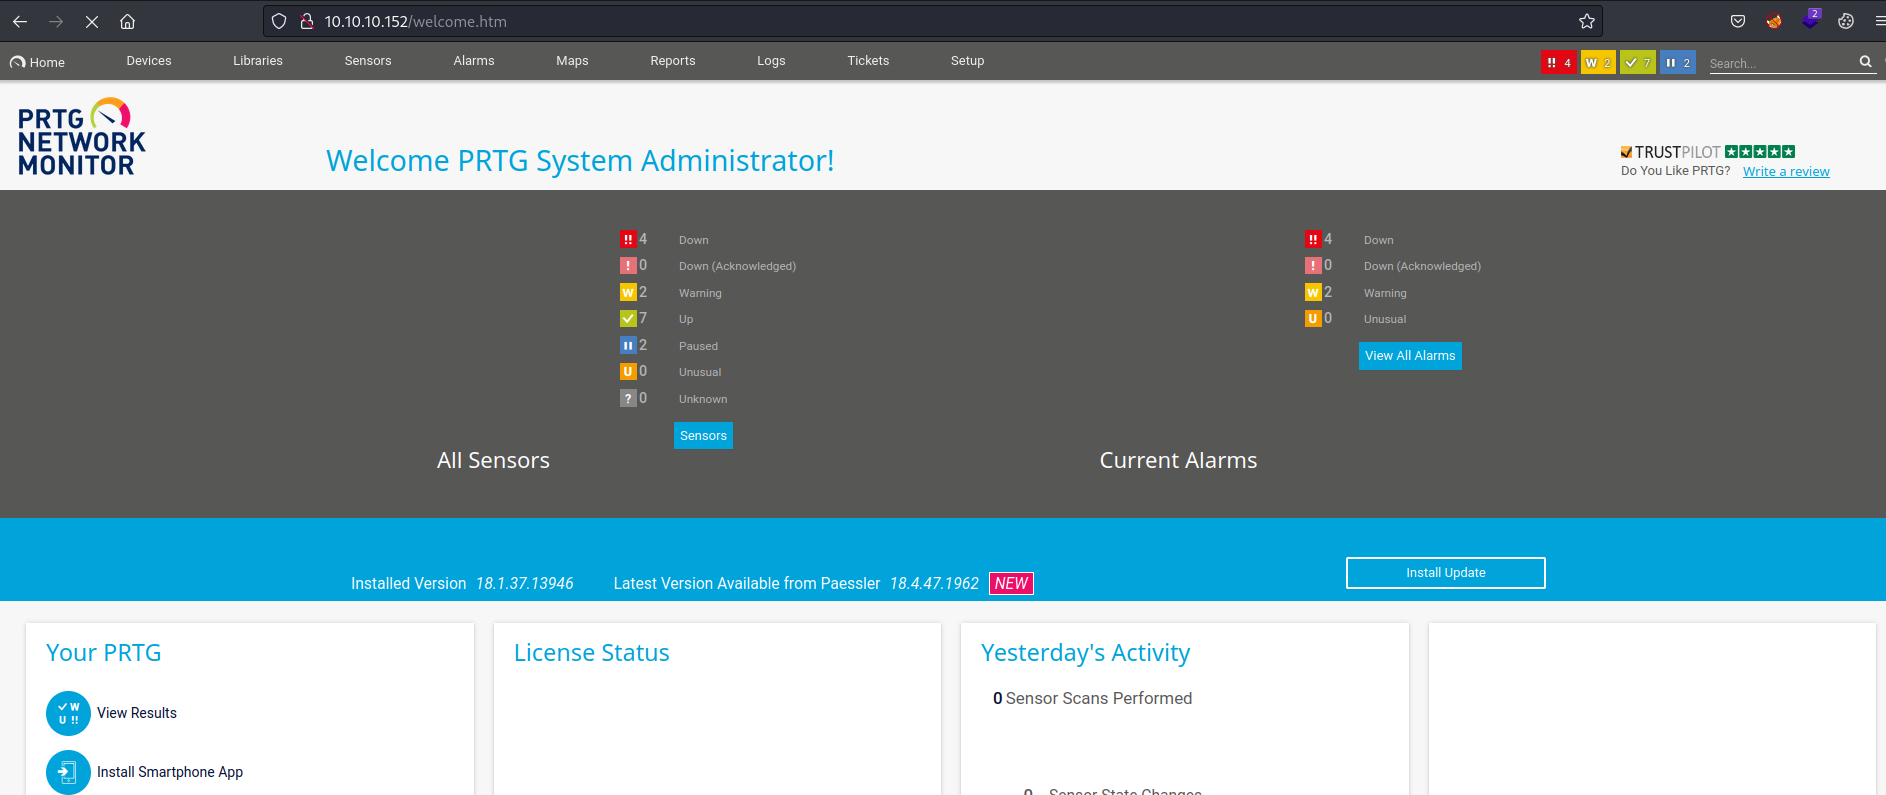 10.10.10.152/welcome.htm
2
Home Devices Libraries Sensors Alarms Maps Reports Logs Tickets Setup !! 4 W 2 7 2 Search...
PRTG
NETWORK
MONITOR
Welcome PRTG System Administrator!
TRUSTPILOT
Do You Like PRTG? Write a review
!! 4 Down
! 0 Down (Acknowledged)
W 2 Warning
7 Up
2 Paused
U 0 Unusual
? 0 Unknown
Sensors
All Sensors
!! 4 Down
! 0 Down (Acknowledged)
W 2 Warning
U 0 Unusual
View All Alarms
Current Alarms
Installed Version 18.1.37.13946 Latest Version Available from Paessler 18.4.47.1962 NEW Install Update
Your PRTG
W
U !!
View Results
Install Smartphone App
License Status
Yesterday's Activity
0 Sensor Scans Performed
0 Sensor State Changes